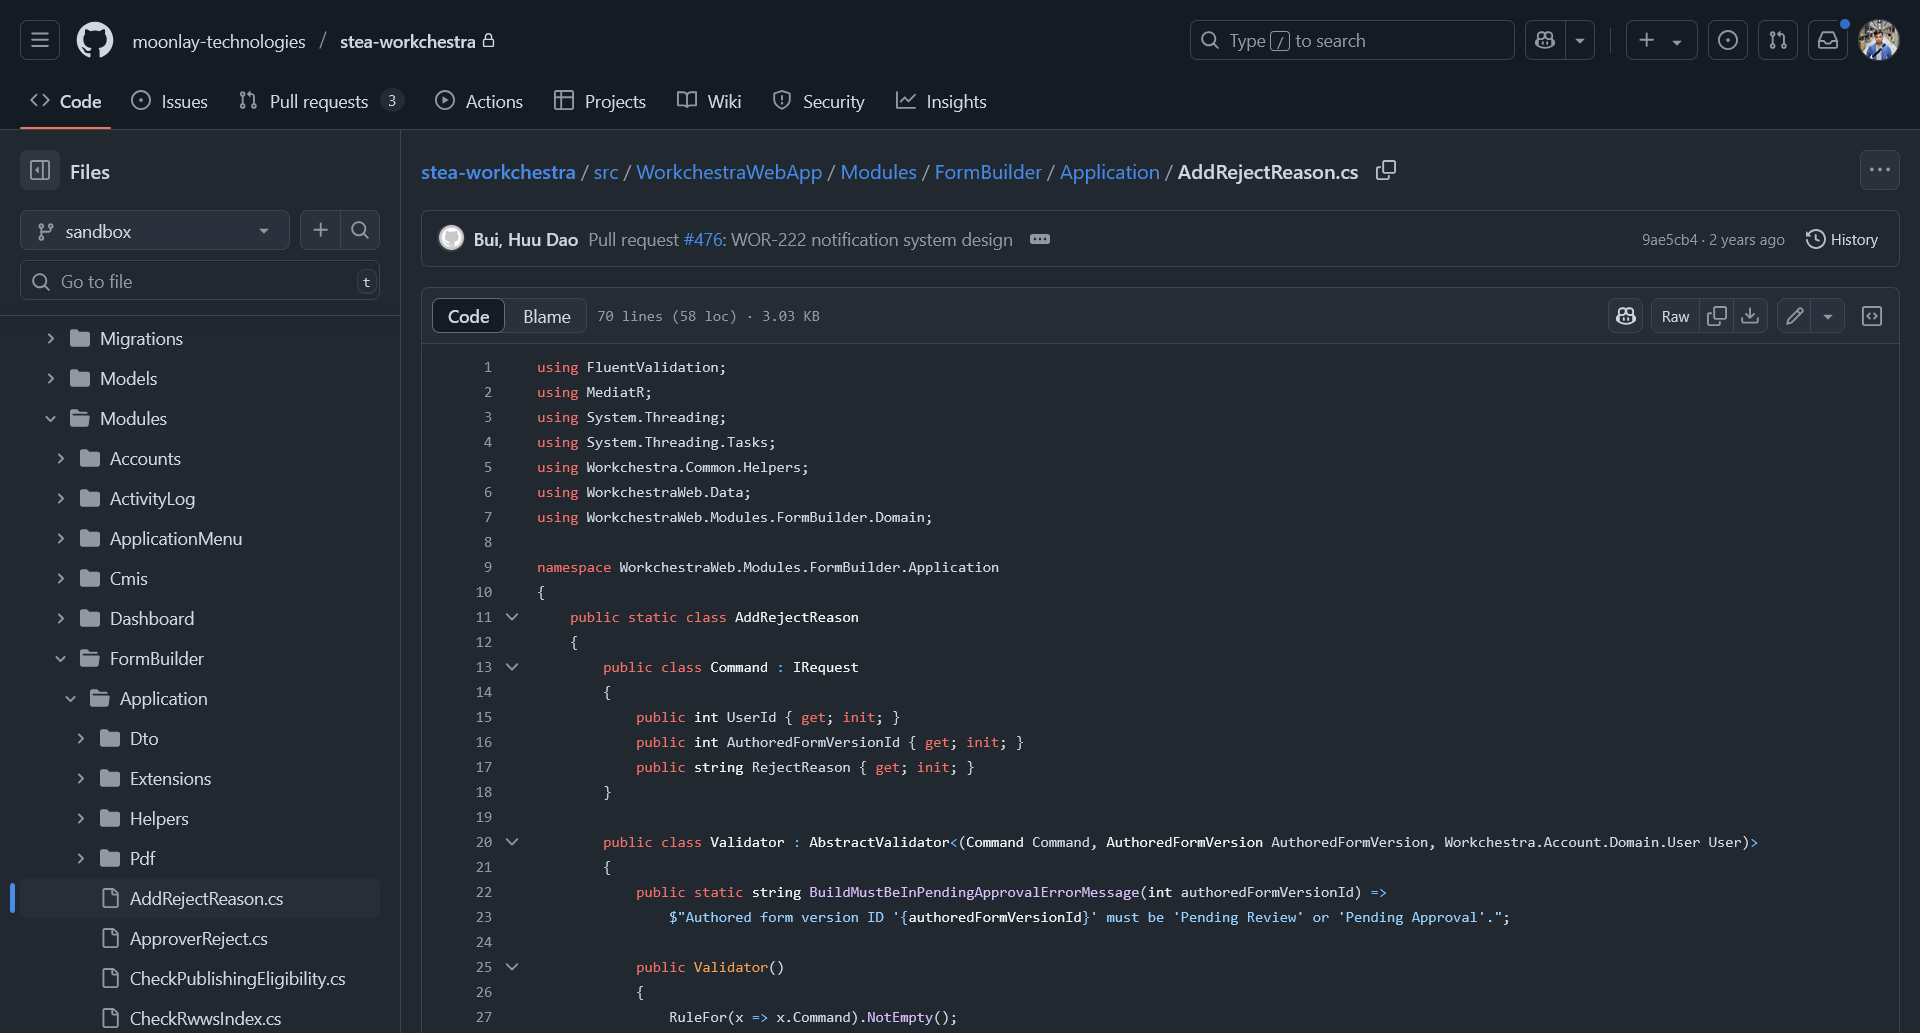 moonlay-technologies / stea-workchestra
Type / to search
Code Issues Pull requests 3 Actions Projects Wiki Security Insights
Files
sandbox
Go to file t
Migrations
Models
Modules
Accounts
ActivityLog
ApplicationMenu
Cmis
Dashboard
FormBuilder
Application
Dto
Extensions
Helpers
Pdf
AddRejectReason.cs
ApproverReject.cs
CheckPublishingEligibility.cs
CheckRwwsIndex.cs
stea-workchestra / src / WorkchestraWebApp / Modules / FormBuilder / Application / AddRejectReason.cs
Bui, Huu Dao Pull request #476: WOR-222 notification system design 9ae5cb4 · 2 years ago History
Code Blame 70 lines (58 loc) · 3.03 KB Raw
1 using FluentValidation;
2 using MediatR;
3 using System.Threading;
4 using System.Threading.Tasks;
5 using Workchestra.Common.Helpers;
6 using WorkchestraWeb.Data;
7 using WorkchestraWeb.Modules.FormBuilder.Domain;
8
9 namespace WorkchestraWeb.Modules.FormBuilder.Application
10 {
11 public static class AddRejectReason
12 {
13 public class Command : IRequest
14 {
15 public int UserId { get; init; }
16 public int AuthoredFormVersionId { get; init; }
17 public string RejectReason { get; init; }
18 }
19
20 public class Validator : AbstractValidator<(Command Command, AuthoredFormVersion AuthoredFormVersion, Workchestra.Account.Domain.User User)>
21 {
22 public static string BuildMustBeInPendingApprovalErrorMessage(int authoredFormVersionId) =>
23 $"Authored form version ID '{authoredFormVersionId}' must be 'Pending Review' or 'Pending Approval'.";
24
25 public Validator()
26 {
27 RuleFor(x => x.Command).NotEmpty();